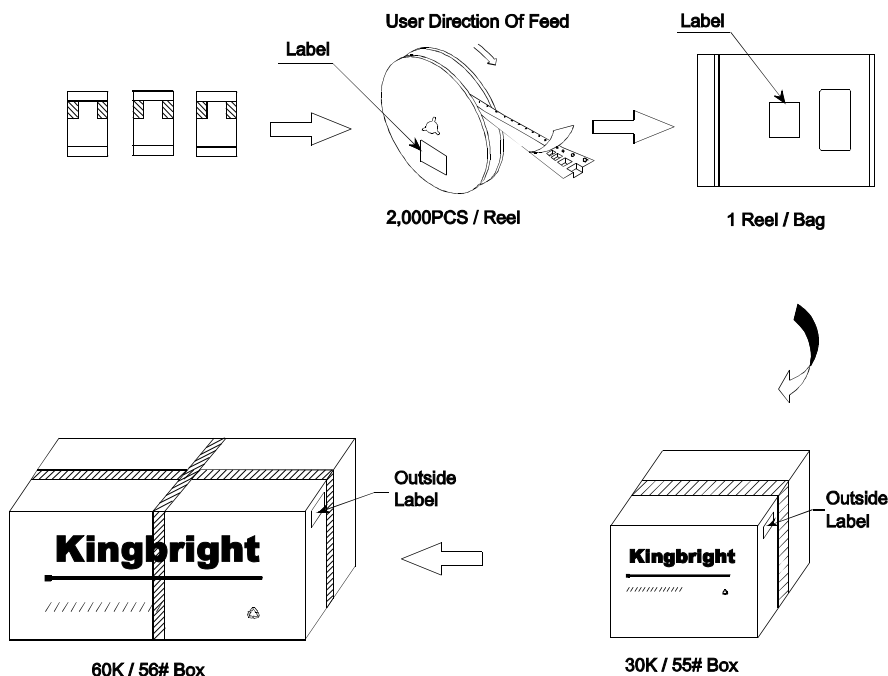 User Direction Of Feed
Label
Label
2,000PCS / Reel
1 Reel / Bag
Outside
Label
Kingbright
60K / 56# Box
Outside
Label
Kingbright
30K / 55# Box